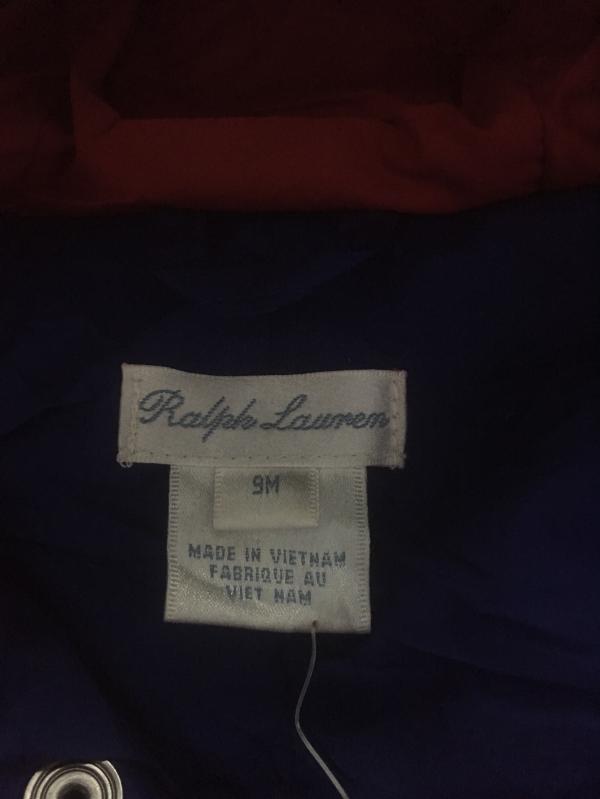 Ralph Lauren
9M
MADE IN VIETNAM
FABRIQUE AU
VIET NAM